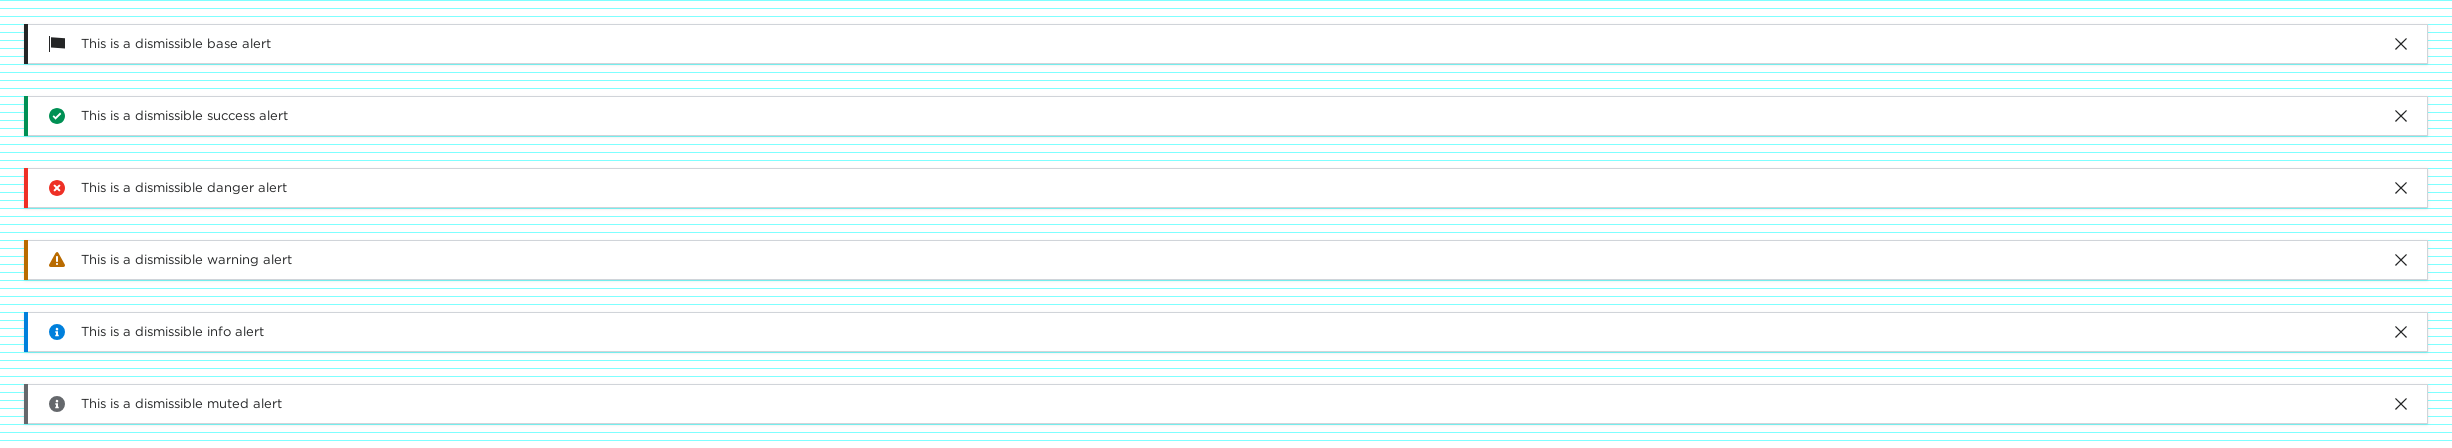 This is a dismissible base alert
This is a dismissible success alert
This is a dismissible danger alert
This is a dismissible warning alert
This is a dismissible info alert
This is a dismissible muted alert